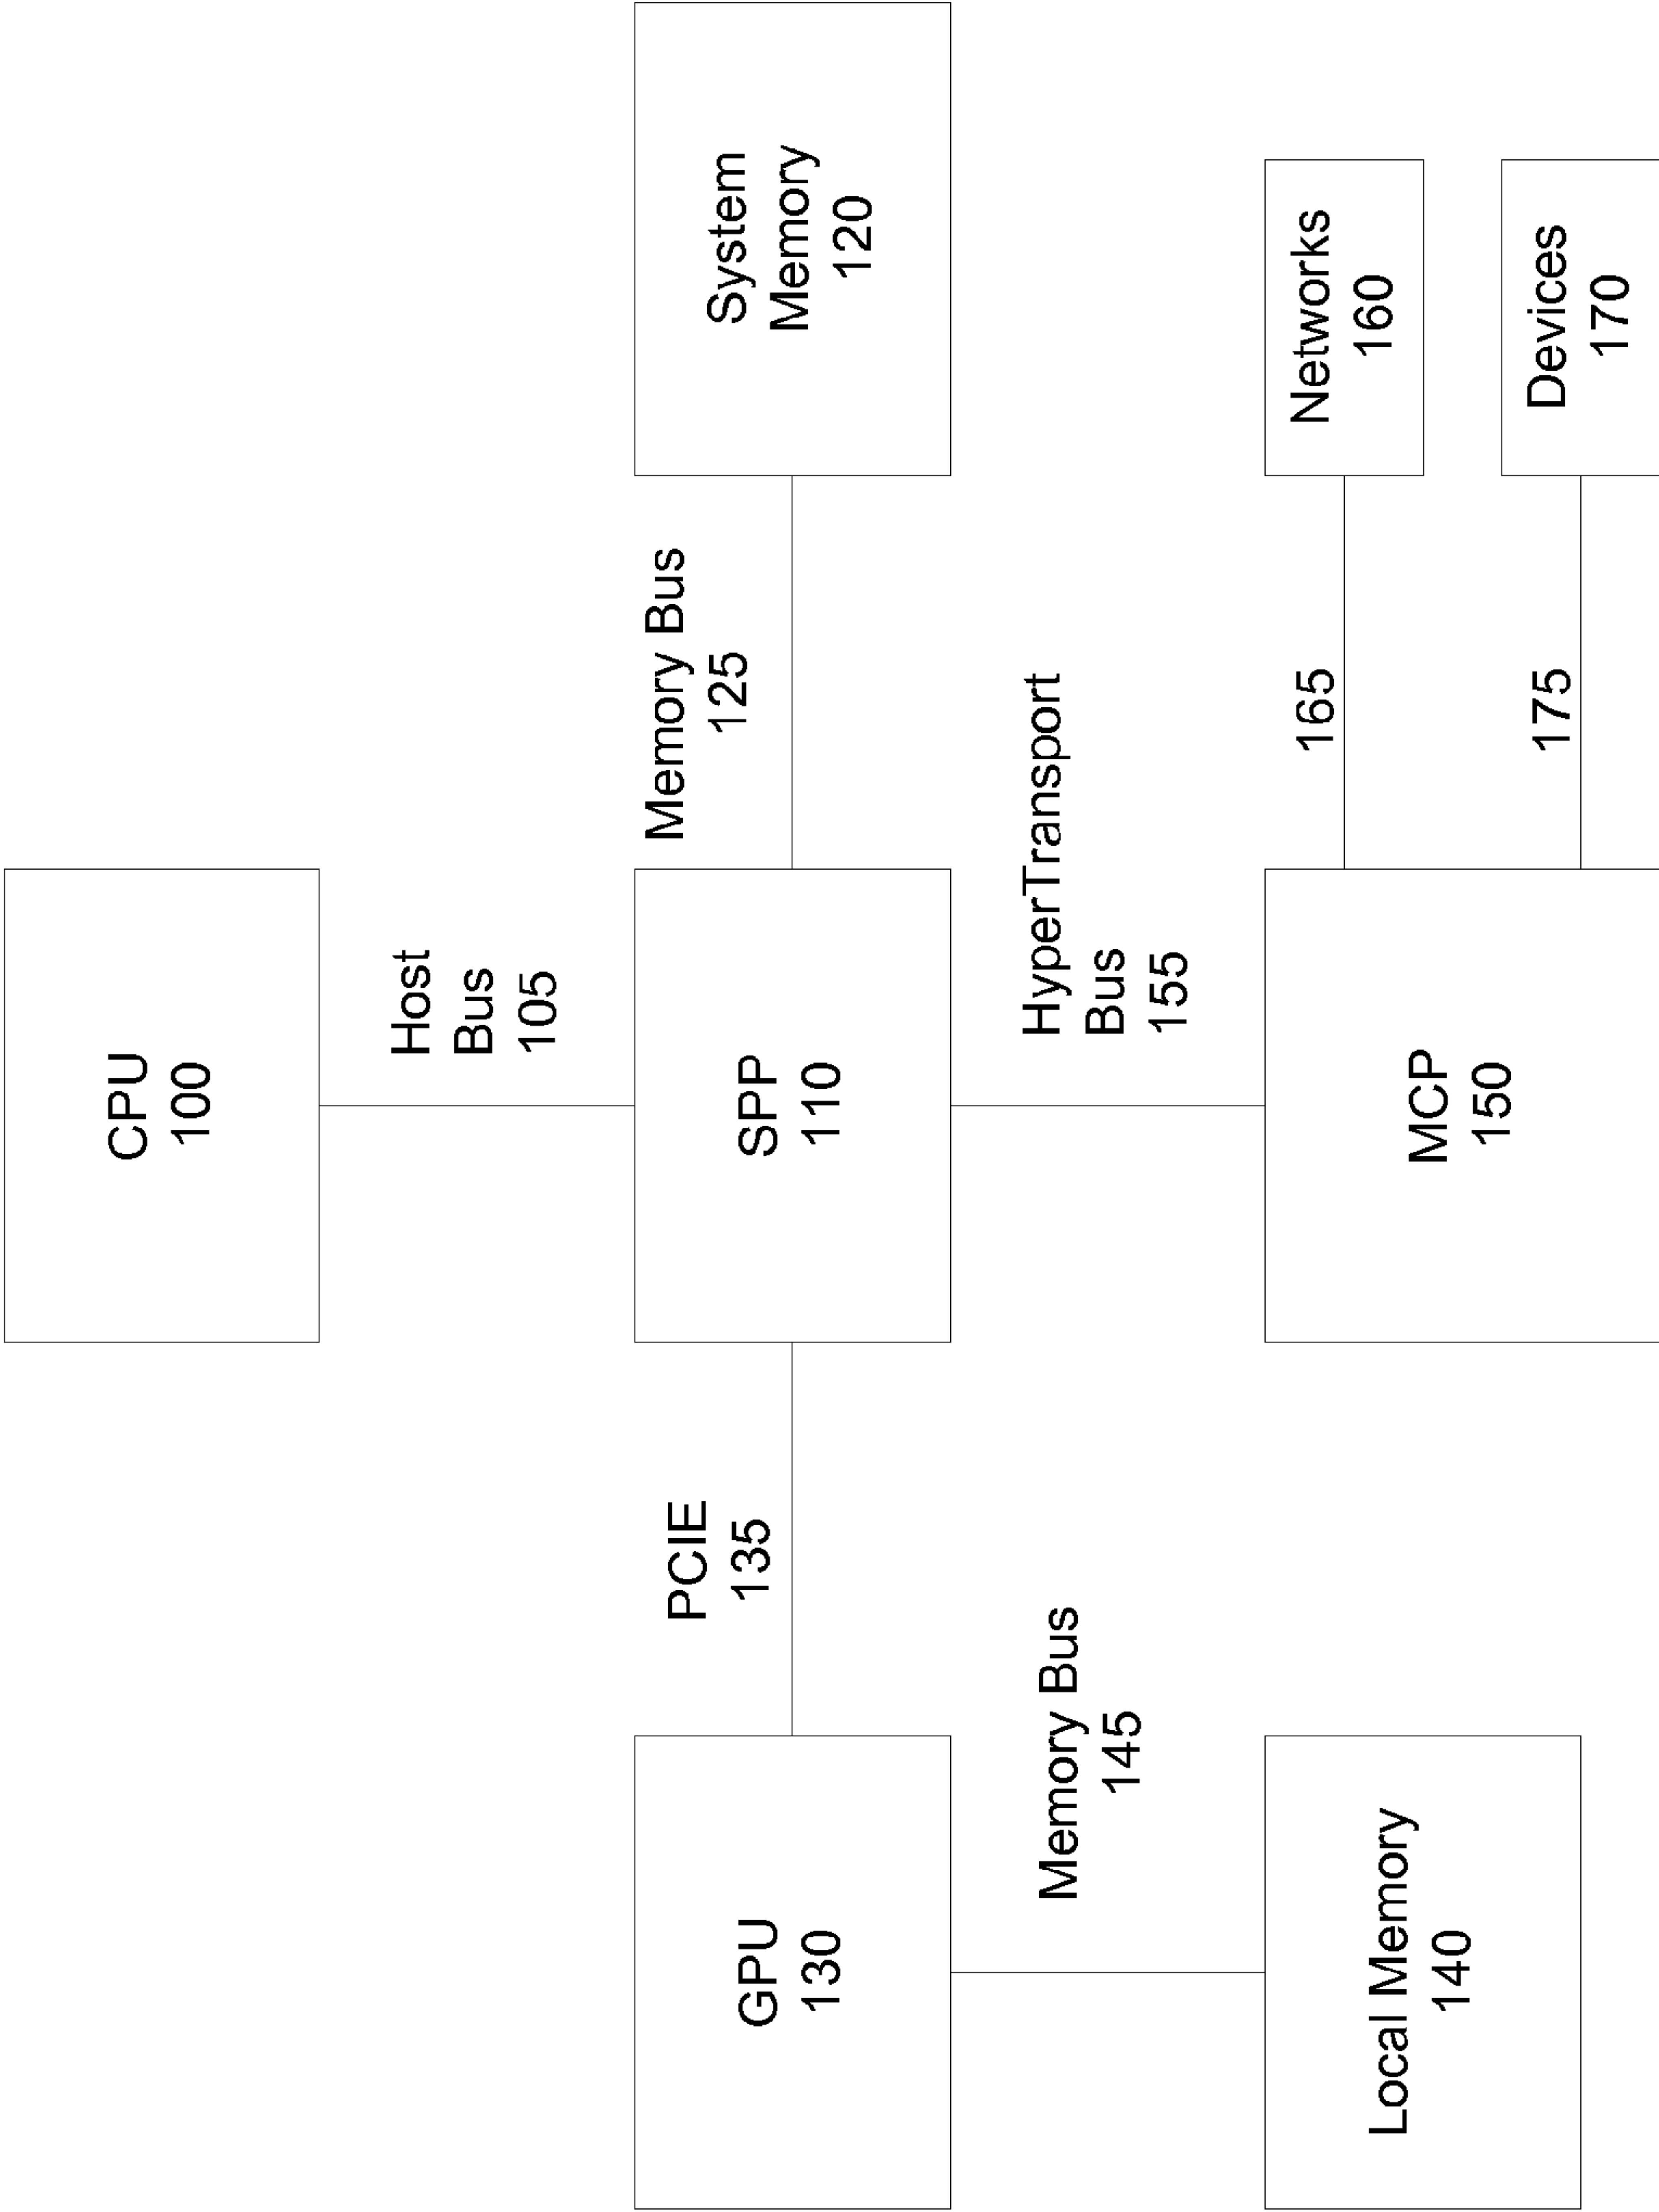 CPU
100
Host
Bus
105
GPU
130
PCIE
135
SPP
110
Memory Bus
125
System
Memory
120
Memory Bus
145
HyperTransport
Bus
155
Local Memory
140
MCP
150
165
Networks
160
175
Devices
170